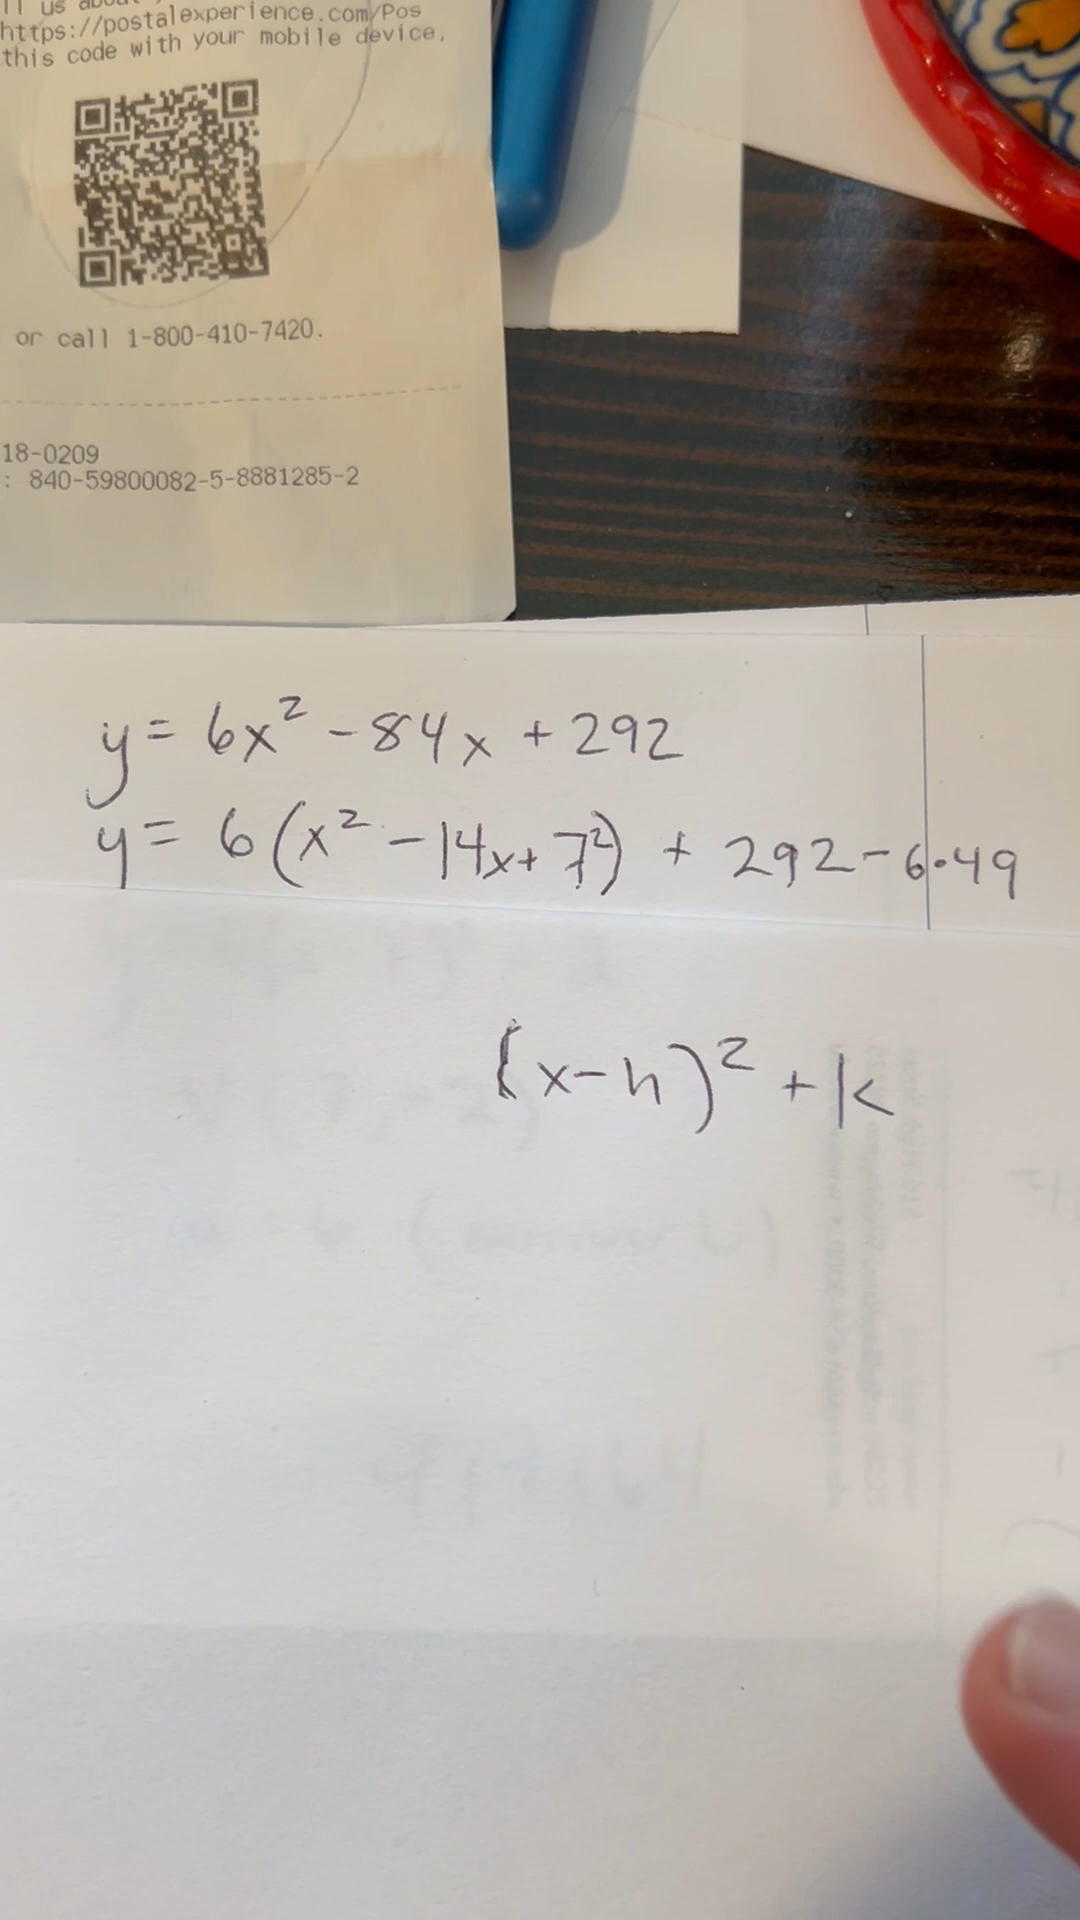 us
https://postalexperience.com/Pos
this code with your mobile device,
or call 1-800-410-7420.
18-0209
: 840-59800082-5-8881285-2
y = 6x² - 84x + 292
y = 6(x² - 14x + 7²) + 292 - 6·49
(x-h)² + k